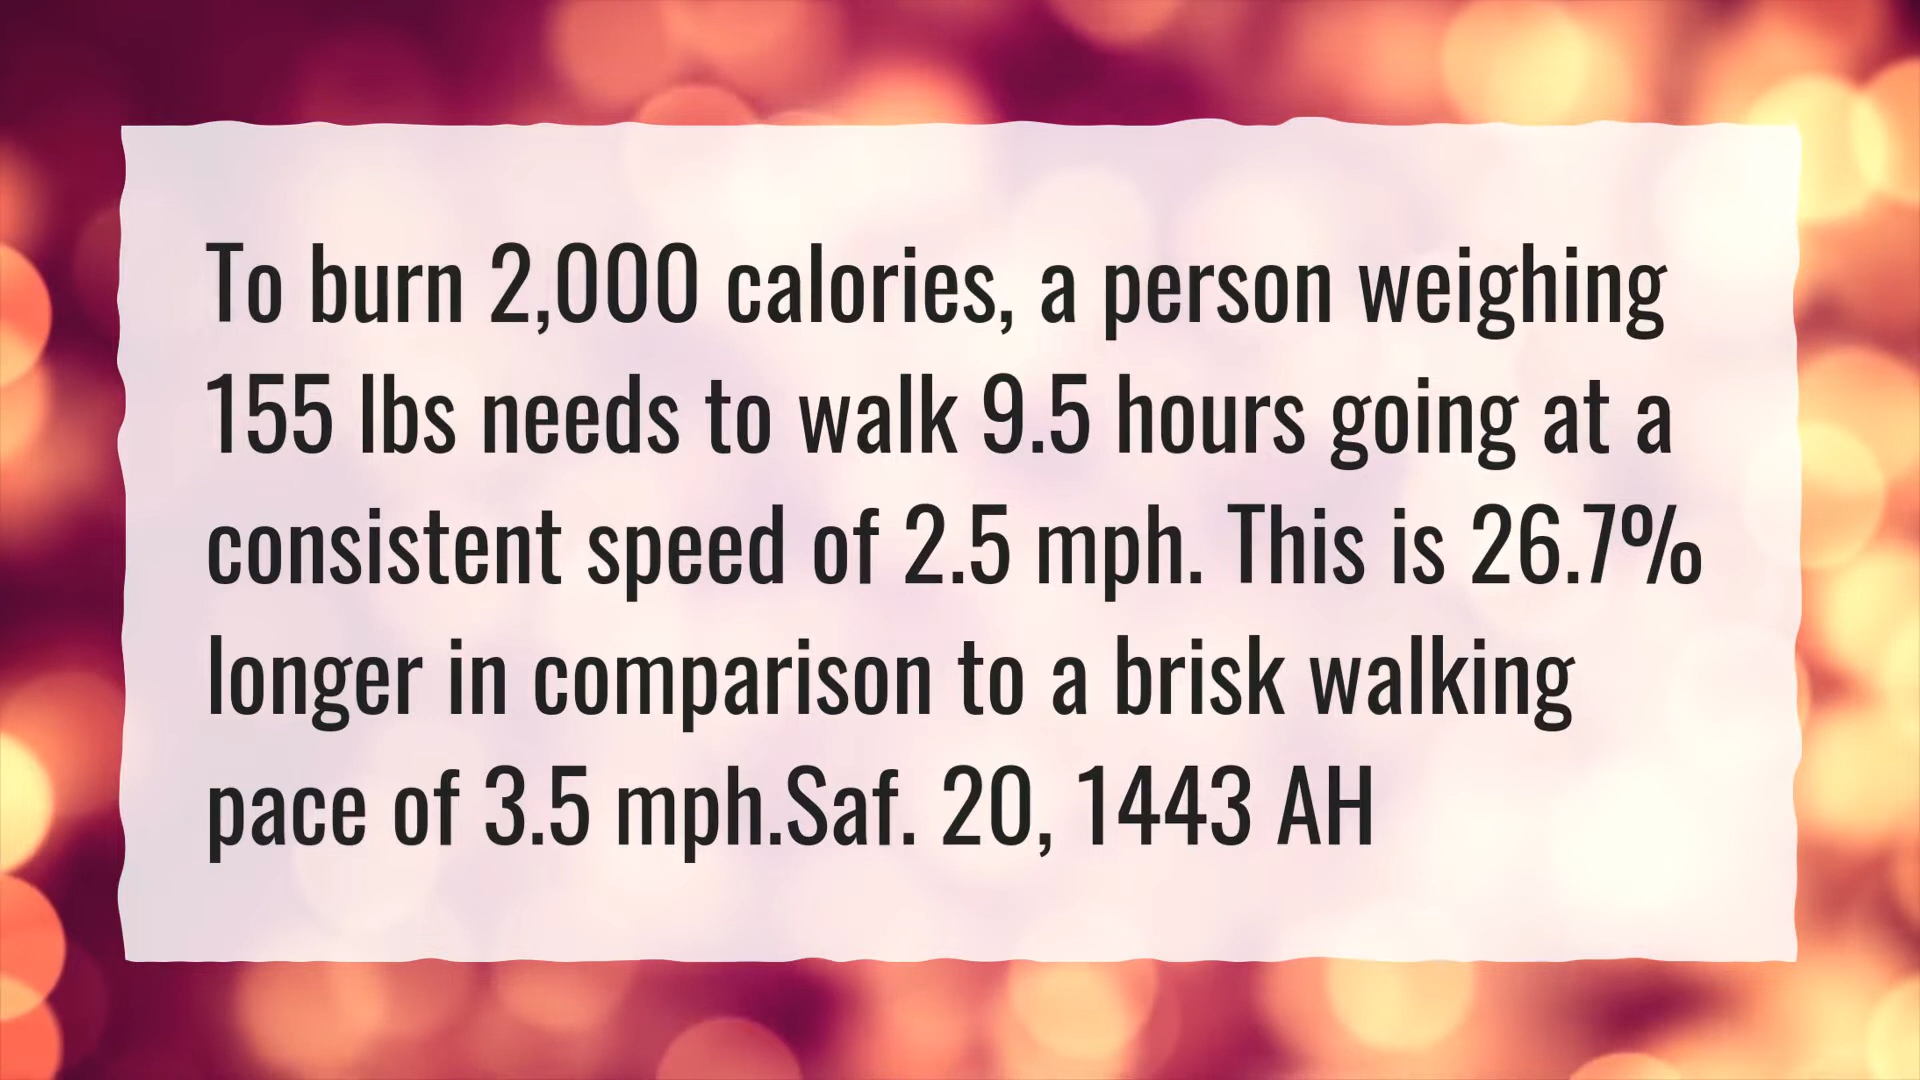 To burn 2,000 calories, a person weighing
155 lbs needs to walk 9.5 hours going at a
consistent speed of 2.5 mph. This is 26.7%
longer in comparison to a brisk walking
pace of 3.5 mph.Saf. 20, 1443 AH